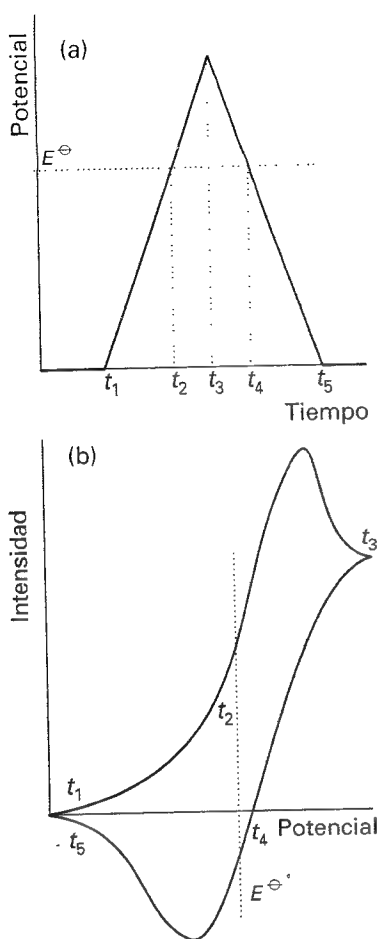 (a)
Potencial
E⊖
t1 t2 t3 t4 t5
Tiempo
(b)
Intensidad
t3
t2
t1
t5
t4 Potencial
E⊖